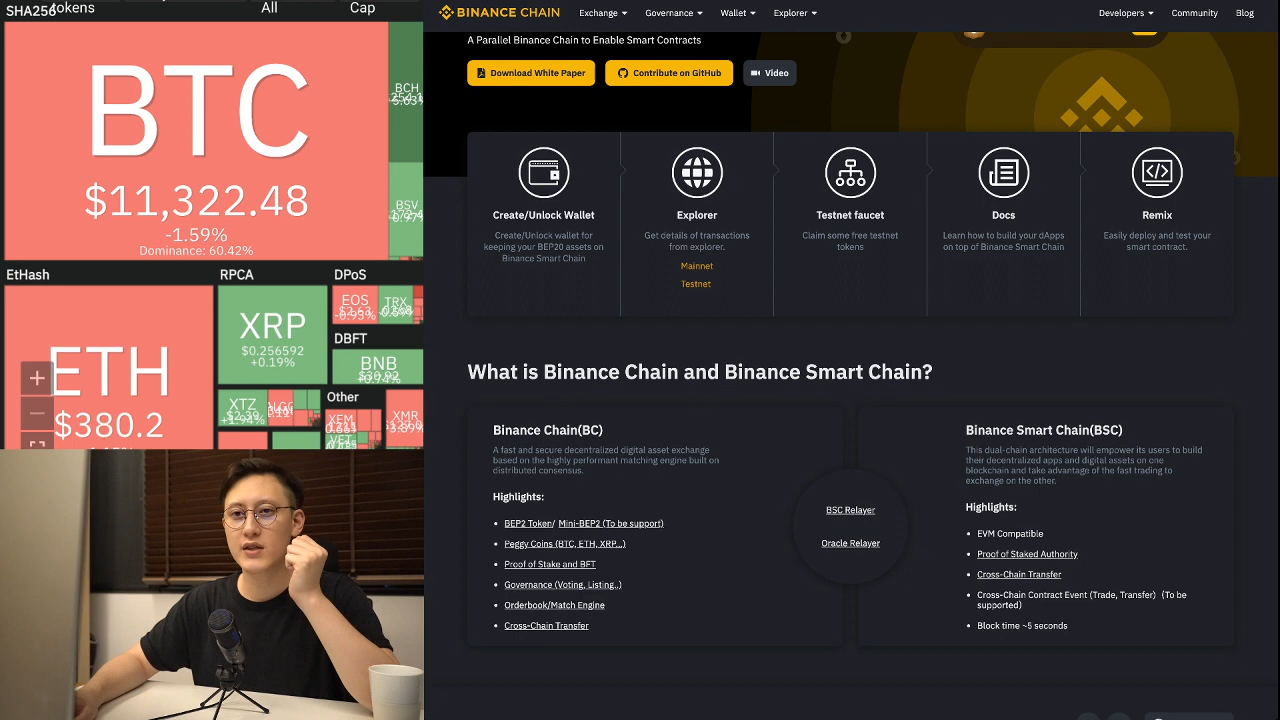 SHA256
Tokens
All
Cap
BTC
$11,322.48
-1.59%
Dominance: 60.42%
BCH
BSV
EtHash
RPCA
DPoS
ETH
$380.2
XRP
$0.256592
+0.19%
EOS
$2.63
-0.93%
TRX
DBFT
BNB
$30.92
+0.74%
XTZ
$2.39
+1.94%
Other
XEM
VET
XMR
BINANCE CHAIN
Exchange
Governance
Wallet
Explorer
Developers
Community
Blog
A Parallel Binance Chain to Enable Smart Contracts
Download White Paper
Contribute on GitHub
Video
Create/Unlock Wallet
Create/Unlock wallet for
keeping your BEP20 assets on
Binance Smart Chain
Explorer
Get details of transactions
from explorer.
Mainnet
Testnet
Testnet faucet
Claim some free testnet
tokens
Docs
Learn how to build your dApps
on top of Binance Smart Chain
Remix
Easily deploy and test your
smart contract.
What is Binance Chain and Binance Smart Chain?
Binance Chain(BC)
A fast and secure decentralized digital asset exchange
based on the highly performant matching engine built on
distributed consensus.
Highlights:
• BEP2 Token/ Mini-BEP2 (To be support)
• Peggy Coins (BTC, ETH, XRP...)
• Proof of Stake and BFT
• Governance (Voting, Listing..)
• Orderbook/Match Engine
• Cross-Chain Transfer
BSC Relayer
Oracle Relayer
Binance Smart Chain(BSC)
This dual-chain architecture will empower its users to build
their decentralized apps and digital assets on one
blockchain and take advantage of the fast trading to
exchange on the other.
Highlights:
• EVM Compatible
• Proof of Staked Authority
• Cross-Chain Transfer
• Cross-Chain Contract Event (Trade, Transfer) (To be
supported)
• Block time ~5 seconds